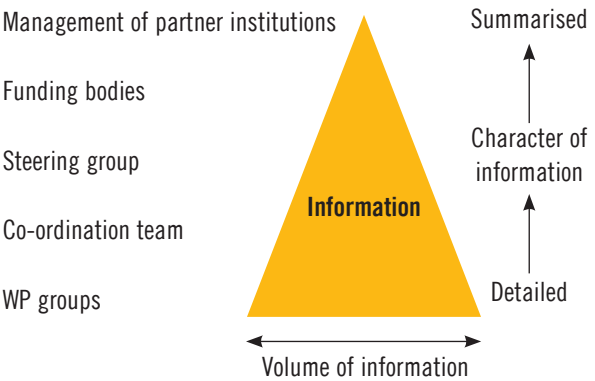 Management of partner institutions
Summarised
Funding bodies
Character of
information
Steering group
Information
Co-ordination team
WP groups
Detailed
Volume of information